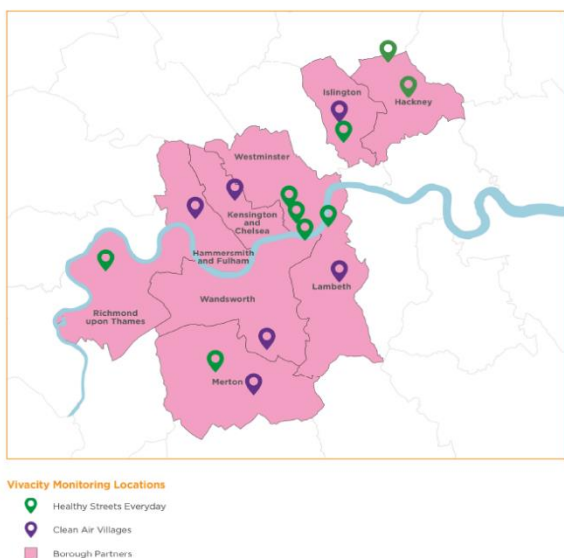 Islington
Hackney
Westminster
Kensington
and
Chelsea
Hammersmith
and Fulham
Lambeth
Wandsworth
Richmond
upon Thames
Merton
Vivacity Monitoring Locations
Healthy Streets Everyday
Clean Air Villages
Borough Partners